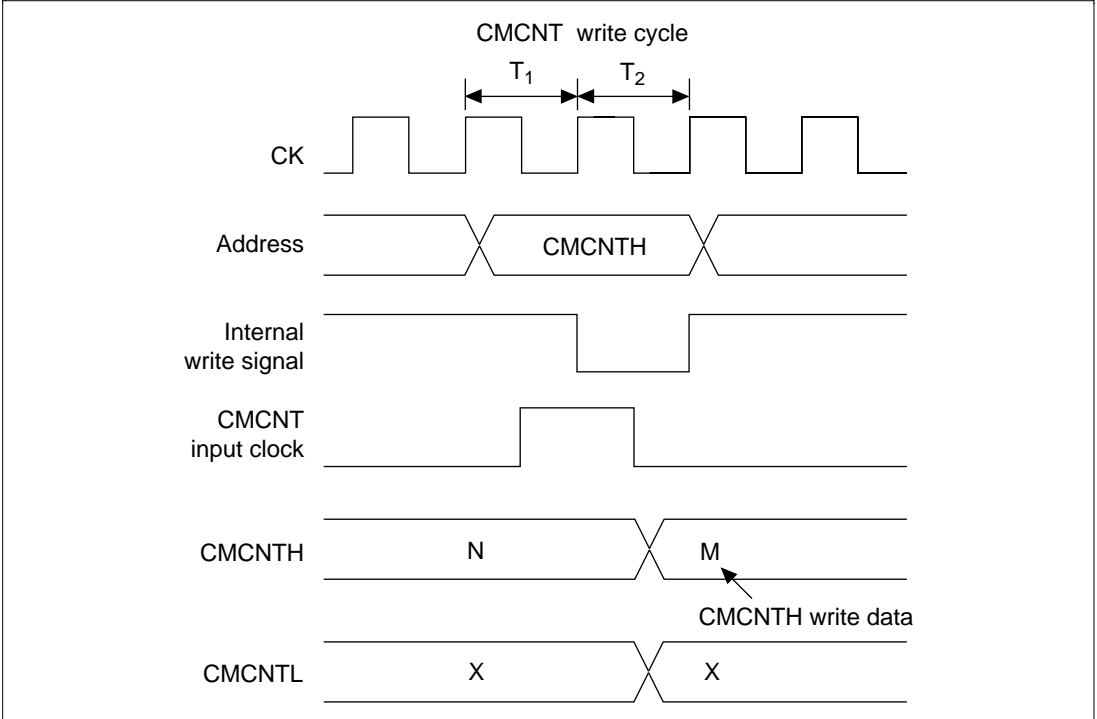 CMCNT write cycle
T1 T2
CK
Address
CMCNTH
Internal
write signal
CMCNT
input clock
CMCNTH
N
M
CMCNTH write data
CMCNTL
X
X